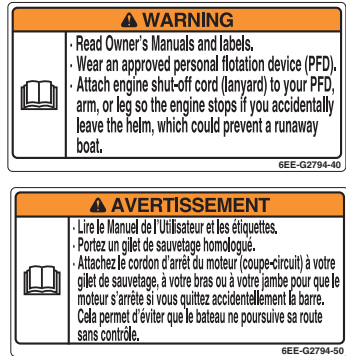 ⚠ WARNING
· Read Owner's Manuals and labels.
· Wear an approved personal flotation device (PFD).
· Attach engine shut-off cord (lanyard) to your PFD,
arm, or leg so the engine stops if you accidentally
leave the helm, which could prevent a runaway
boat.
6EE-G2794-40
⚠ AVERTISSEMENT
· Lire le Manuel de l'Utilisateur et les étiquettes.
· Portez un gilet de sauvetage homologué.
· Attachez le cordon d'arrêt du moteur (coupe-circuit) à votre
gilet de sauvetage, à votre bras ou à votre jambe pour que le
moteur s'arrête si vous quittez accidentellement la barre.
Cela permet d'éviter que le bateau ne poursuive sa route
sans contrôle.
6EE-G2794-50